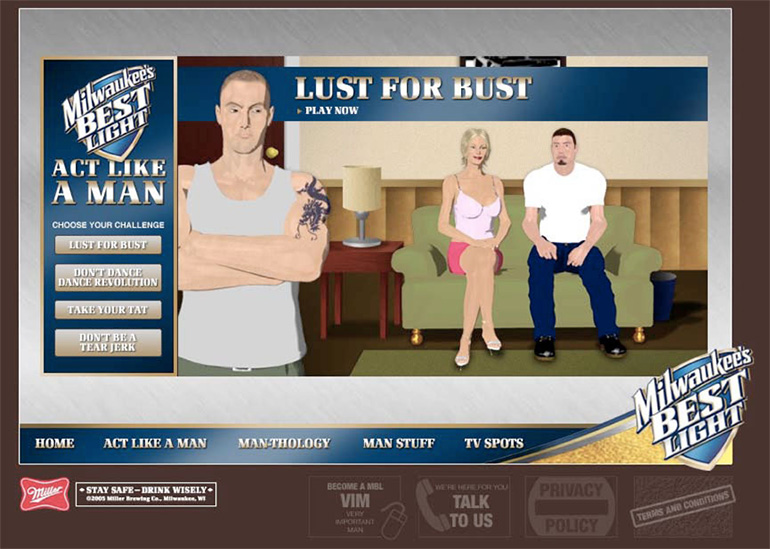 Milwaukee's
BEST
LIGHT
ACT LIKE
A MAN
CHOOSE YOUR CHALLENGE
LUST FOR BUST
DON'T DANCE
DANCE REVOLUTION
TAKE YOUR TAT
DON'T BE A
TEAR JERK
LUST FOR BUST
PLAY NOW
Milwaukee's
BEST
LIGHT
HOME
ACT LIKE A MAN
MAN-THOLOGY
MAN STUFF
TV SPOTS
Miller
STAY SAFE—DRINK WISELY
©2005 Miller Brewing Co., Milwaukee, WI
BECOME A MBL
VIM
VERY
IMPORTANT
MAN
WE'RE HERE FOR YOU
TALK
TO US
PRIVACY
POLICY
TERMS AND CONDITIONS